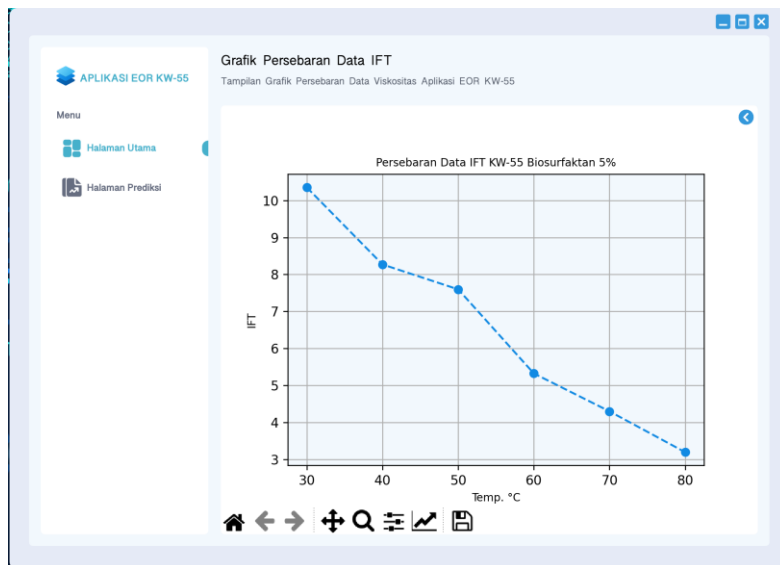 APLIKASI EOR KW-55
Menu
Halaman Utama
Halaman Prediksi
Grafik Persebaran Data IFT
Tampilan Grafik Persebaran Data Viskositas Aplikasi EOR KW-55
Persebaran Data IFT KW-55 Biosurfaktan 5%
IFT
10
9
8
7
6
5
4
3
30 40 50 60 70 80
Temp. °C